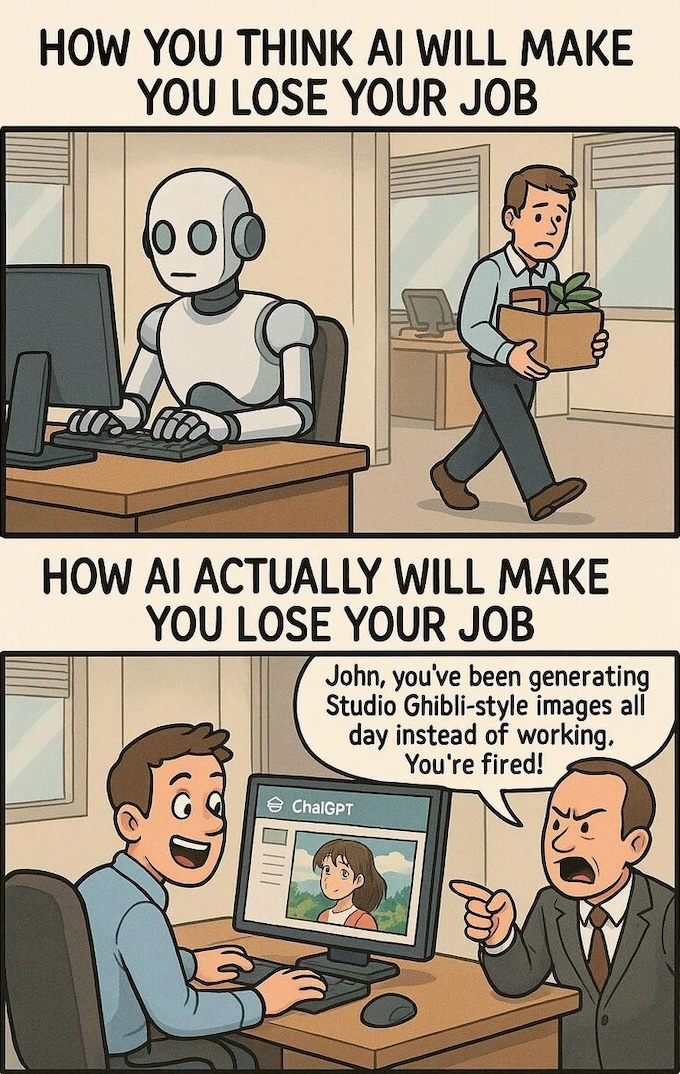 HOW YOU THINK AI WILL MAKE
YOU LOSE YOUR JOB
HOW AI ACTUALLY WILL MAKE
YOU LOSE YOUR JOB
John, you've been generating
Studio Ghibli-style images all
day instead of working.
You're fired!
ChalGPT